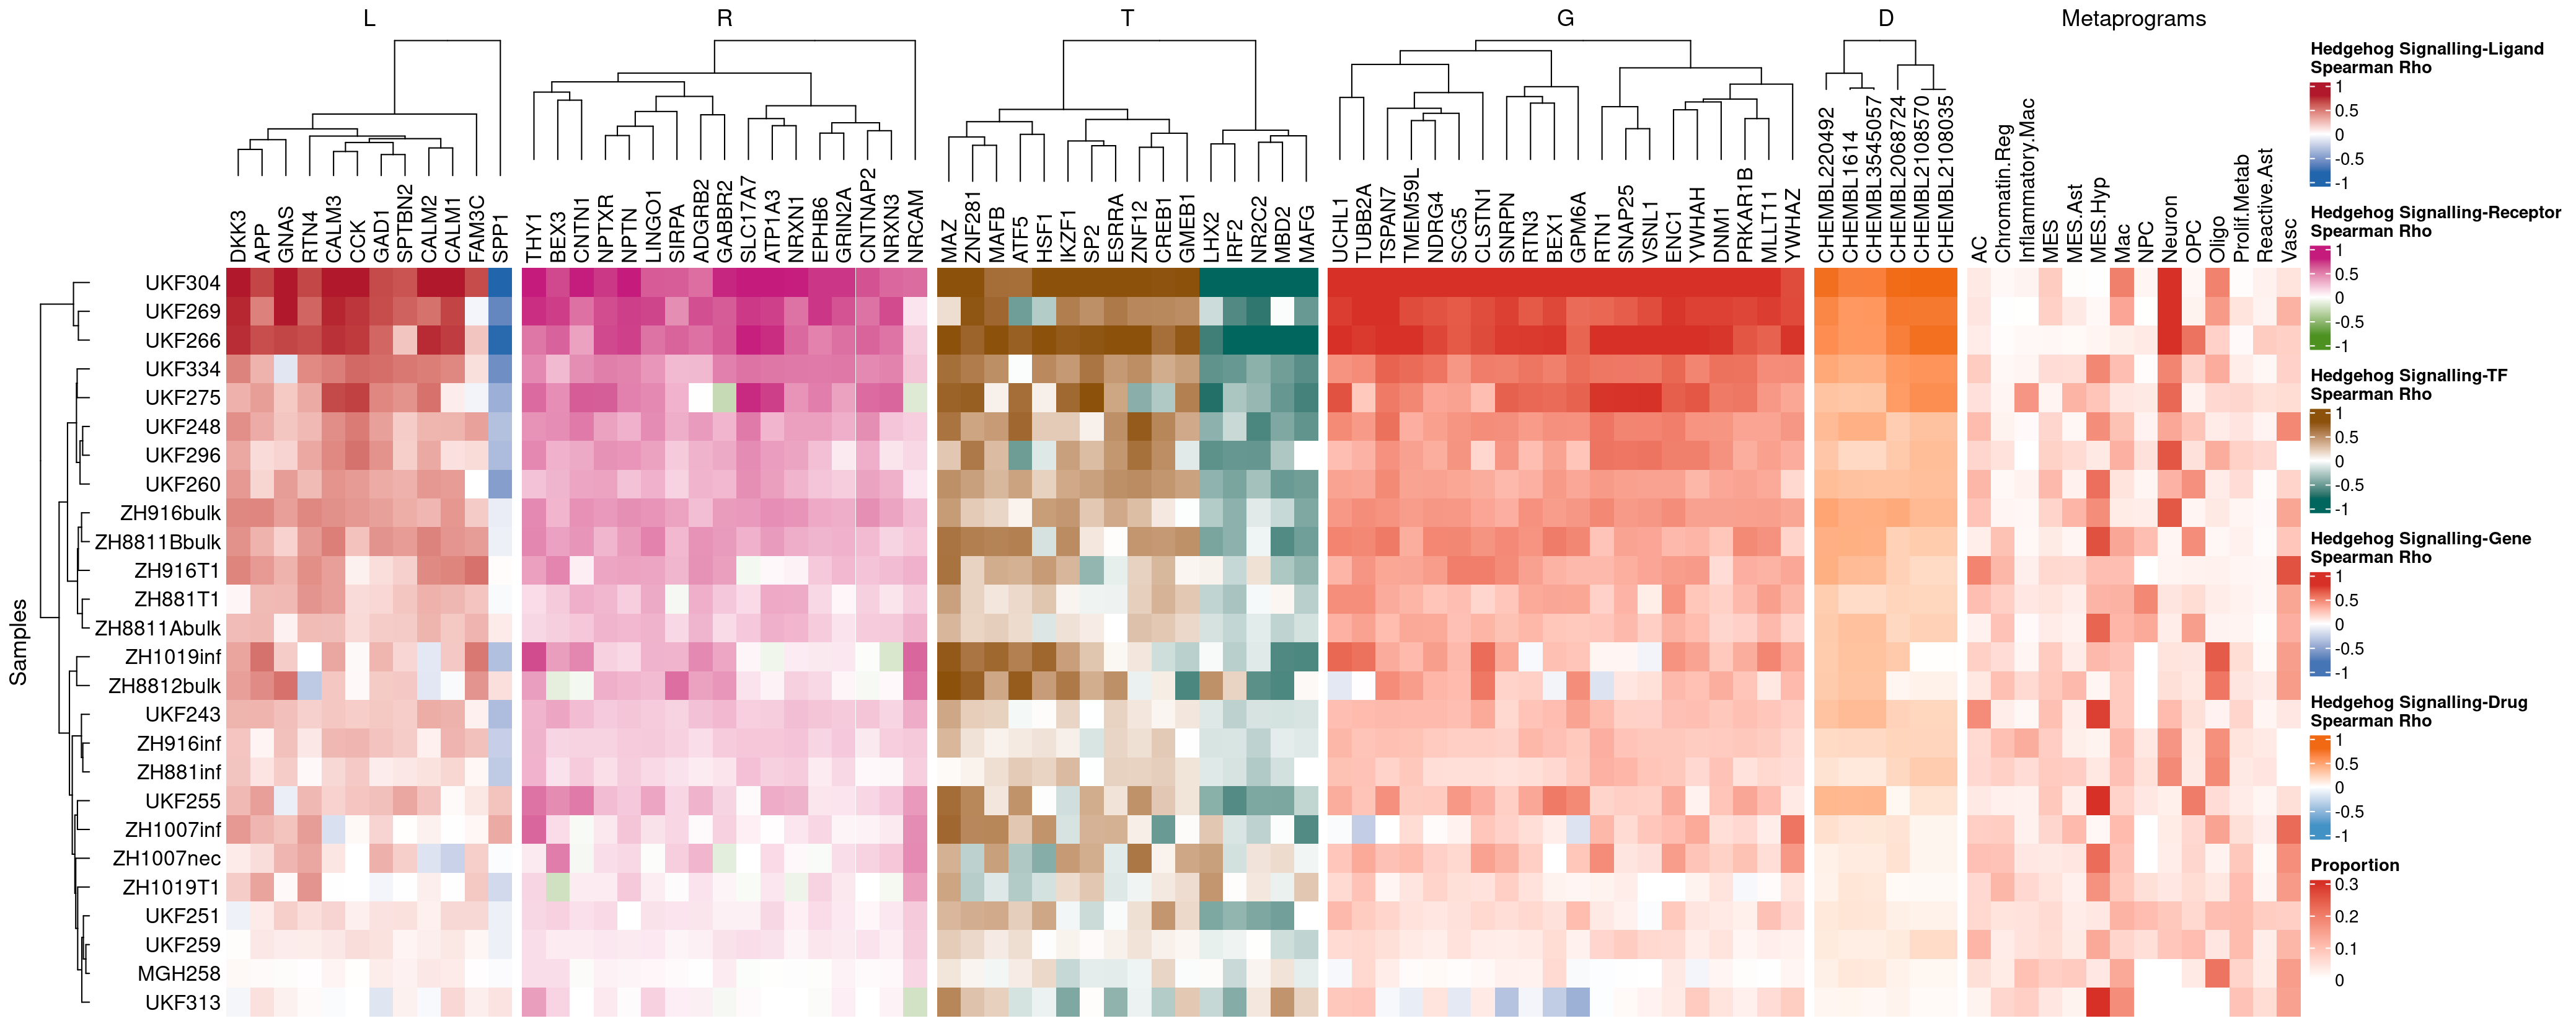 L R T G D Metaprograms
DKK3 APP GNAS RTN4 CALM3 CCK GAD1 SPTBN2 CALM2 CALM1 FAM3C SPP1
THY1 BEX3 CNTN1 NPTXR NPTN LINGO1 SIRPA ADGRB2 GABBR2 SLC17A7 ATP1A3 NRXN1 EPHB6 GRIN2A CNTNAP2 NRXN3 NRCAM
MAZ ZNF281 MAFB ATF5 HSF1 IKZF1 SP2 ESRRA ZNF12 CREB1 GMEB1 LHX2 IRF2 NR2C2 MBD2 MAFG
UCHL1 TUBB2A TSPAN7 TMEM59L NDRG4 SCG5 CLSTN1 SNRPN RTN3 BEX1 GPM6A RTN1 SNAP25 VSNL1 ENC1 YWHAH DNM1 PRKAR1B MLLT11 YWHAZ
CHEMBL220492 CHEMBL1614 CHEMBL3545057 CHEMBL2068724 CHEMBL2108570 CHEMBL2108035
AC Chromatin.Reg Inflammatory.Mac MES MES.Ast MES.Hyp Mac NPC Neuron OPC Oligo Prolif.Metab Reactive.Ast Vasc
Samples
UKF304
UKF269
UKF266
UKF334
UKF275
UKF248
UKF296
UKF260
ZH916bulk
ZH8811Bbulk
ZH916T1
ZH881T1
ZH8811Abulk
ZH1019inf
ZH8812bulk
UKF243
ZH916inf
ZH881inf
UKF255
ZH1007inf
ZH1007nec
ZH1019T1
UKF251
UKF259
MGH258
UKF313
Hedgehog Signalling-Ligand
Spearman Rho
1
0.5
0
-0.5
-1
Hedgehog Signalling-Receptor
Spearman Rho
1
0.5
0
-0.5
-1
Hedgehog Signalling-TF
Spearman Rho
1
0.5
0
-0.5
-1
Hedgehog Signalling-Gene
Spearman Rho
1
0.5
0
-0.5
-1
Hedgehog Signalling-Drug
Spearman Rho
1
0.5
0
-0.5
-1
Proportion
0.3
0.2
0.1
0